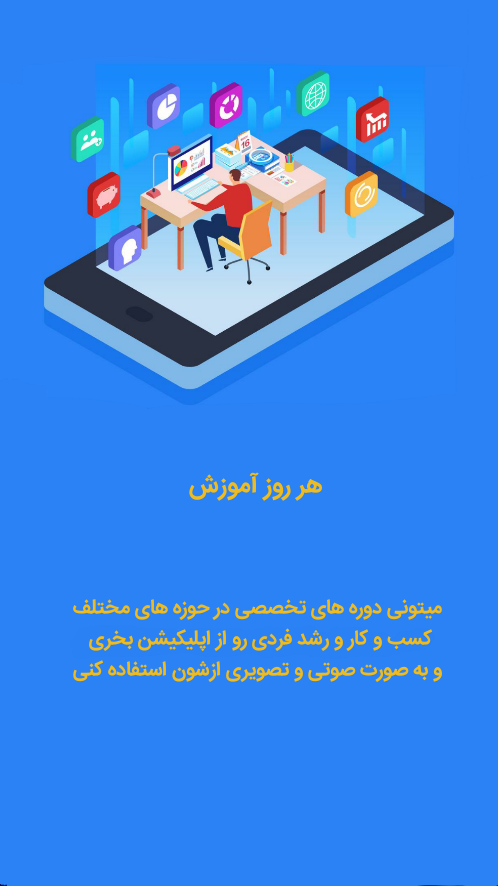 16
هر روز آموزش
میتونی دوره های تخصصی در حوزه های مختلف
کسب و کار و رشد فردی رو از اپلیکیشن بخری
و به صورت صوتی و تصویری ازشون استفاده کنی